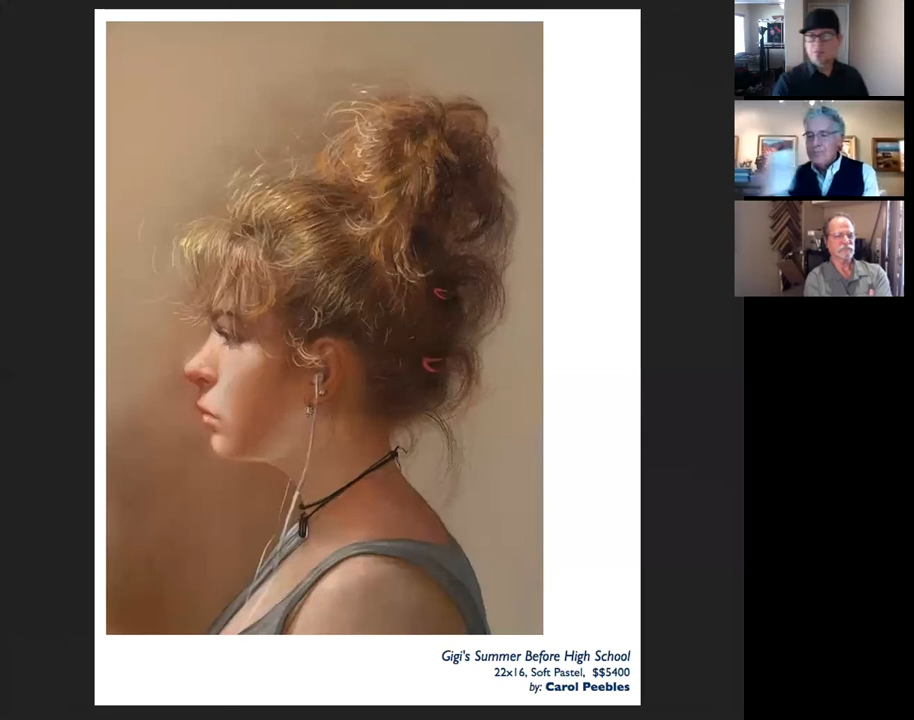 Gigi's Summer Before High School
22x16, Soft Pastel, $$5400
by: Carol Peebles